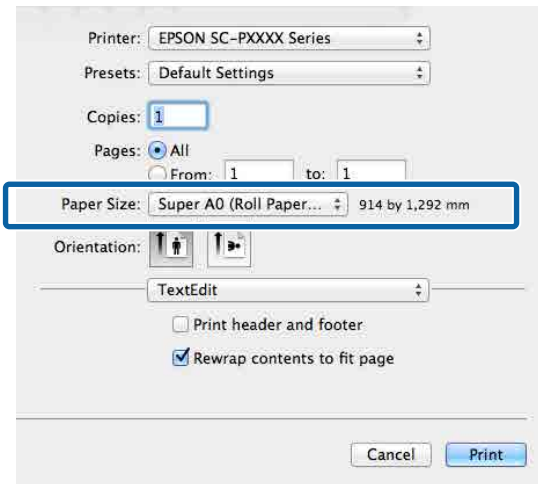 Printer: EPSON SC-PXXXX Series
Presets: Default Settings
Copies: 1
Pages: All
From: 1 to: 1
Paper Size: Super A0 (Roll Paper... 914 by 1,292 mm
Orientation:
TextEdit
Print header and footer
Rewrap contents to fit page
Cancel Print